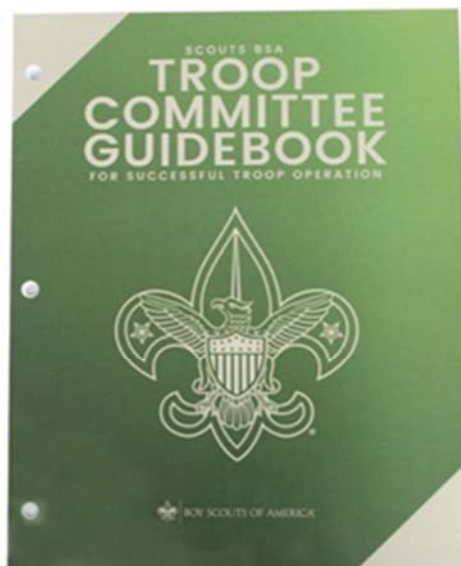 SCOUTS BSA
TROOP
COMMITTEE
GUIDEBOOK
FOR SUCCESSFUL TROOP OPERATION
®
BOY SCOUTS OF AMERICA